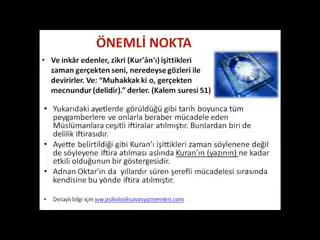 ÖNEMLİ NOKTA
• Ve inkâr edenler, zikri (Kur'ân'ı) işittikleri
zaman gerçekten seni, neredeyse gözleri ile
devirirler. Ve: “Muhakkak ki o, gerçekten
mecnundur (delidir).” derler. (Kalem suresi 51)
• Yukarıdaki ayetlerde görüldüğü gibi tarih boyunca tüm
peygamberlere ve onlarla beraber mücadele eden
Müslümanlara ceşitli iftiralar atılmıştır. Bunlardan biri de
delilik iftirasıdır.
• Ayette belirtildiği gibi Kuran’ı işittikleri zaman söylenene değil
de söyleyene iftira atılması aslında Kuran’ın (yazının) ne kadar
etkili olduğunun bir göstergesidir.
• Adnan Oktar’ın da yıllardır süren şerefli mücadelesi sırasında
kendisine bu yönde iftira atılmıştır.
• Detaylı bilgi için